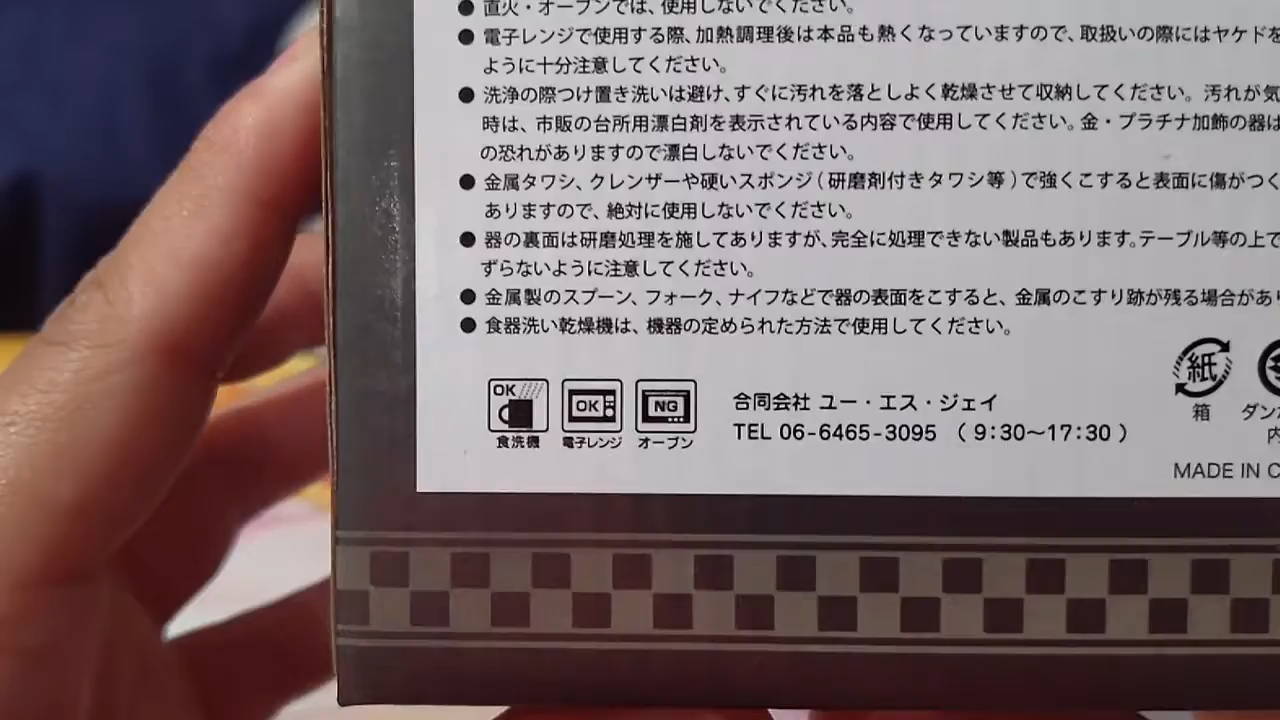 ● 直火・オーブンでは、使用しないでください。
● 電子レンジで使用する際、加熱調理後は本品も熱くなっていますので、取扱いの際にはヤケドを
ように十分注意してください。
● 洗浄の際つけ置き洗いは避け、すぐに汚れを落としよく乾燥させて収納してください。汚れが気
時は、市販の台所用漂白剤を表示されている内容で使用してください。金・プラチナ加飾の器は
の恐れがありますので漂白しないでください。
● 金属タワシ、クレンザーや硬いスポンジ(研磨剤付きタワシ等)で強くこすると表面に傷がつく
ありますので、絶対に使用しないでください。
● 器の裏面は研磨処理を施してありますが、完全に処理できない製品もあります。テーブル等の上で
ずらないように注意してください。
● 金属製のスプーン、フォーク、ナイフなどで器の表面をこすると、金属のこすり跡が残る場合があり
● 食器洗い乾燥機は、機器の定められた方法で使用してください。
OK OK NG
食洗機 電子レンジ オーブン
合同会社 ユー・エス・ジェイ
TEL 06-6465-3095 (9:30〜17:30)
紙
箱 ダン
内
MADE IN C